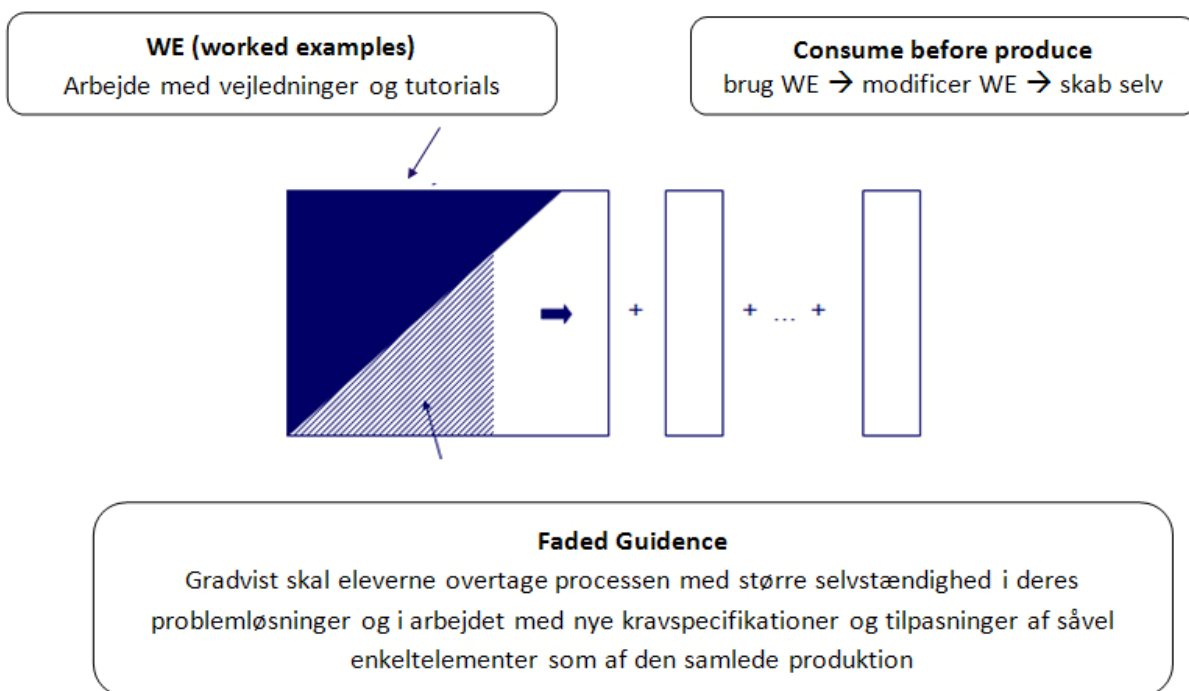 WE (worked examples)
Arbejde med vejledninger og tutorials
Consume before produce
brug WE → modificer WE → skab selv
+ + ... +
Faded Guidence
Gradvist skal eleverne overtage processen med større selvstændighed i deres
problemløsninger og i arbejdet med nye kravspecifikationer og tilpasninger af såvel
enkeltelementer som af den samlede produktion